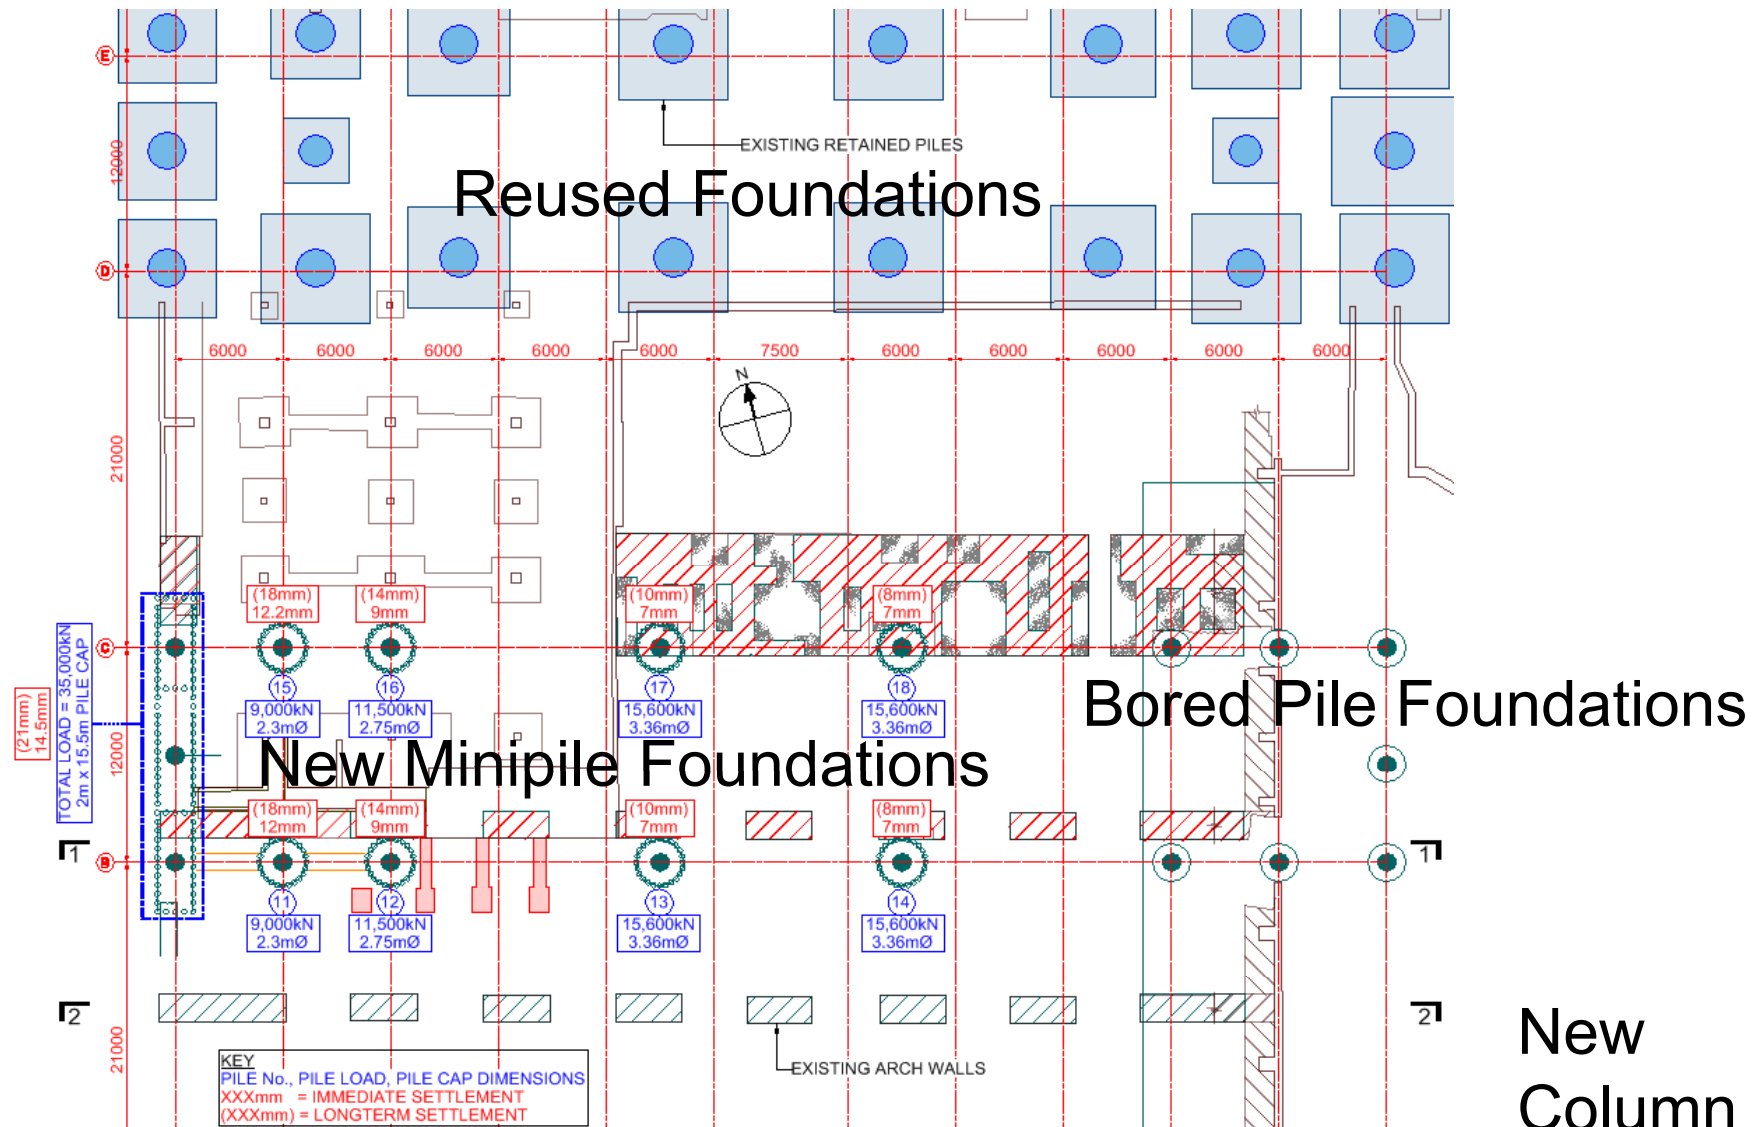 E
EXISTING RETAINED PILES
12000
Reused Foundations
D
6000 6000 6000 6000 6000 7500 6000 6000 6000 6000 6000
N
21000
(18mm)
12.2mm
(14mm)
9mm
(10mm)
7mm
(8mm)
7mm
C
15
16
17
18
9,000kN
2.3mØ
11,500kN
2.75mØ
15,600kN
3.36mØ
15,600kN
3.36mØ
Bored Pile Foundations
(21mm)
14.5mm
TOTAL LOAD = 35,000kN
2m x 15.5m PILE CAP
12000
New Minipile Foundations
(18mm)
12mm
(14mm)
9mm
(10mm)
7mm
(8mm)
7mm
1
B
1
11
12
13
14
9,000kN
2.3mØ
11,500kN
2.75mØ
15,600kN
3.36mØ
15,600kN
3.36mØ
2
2
21000
EXISTING ARCH WALLS
KEY
PILE No., PILE LOAD, PILE CAP DIMENSIONS
XXXmm = IMMEDIATE SETTLEMENT
(XXXmm) = LONGTERM SETTLEMENT
New
Column